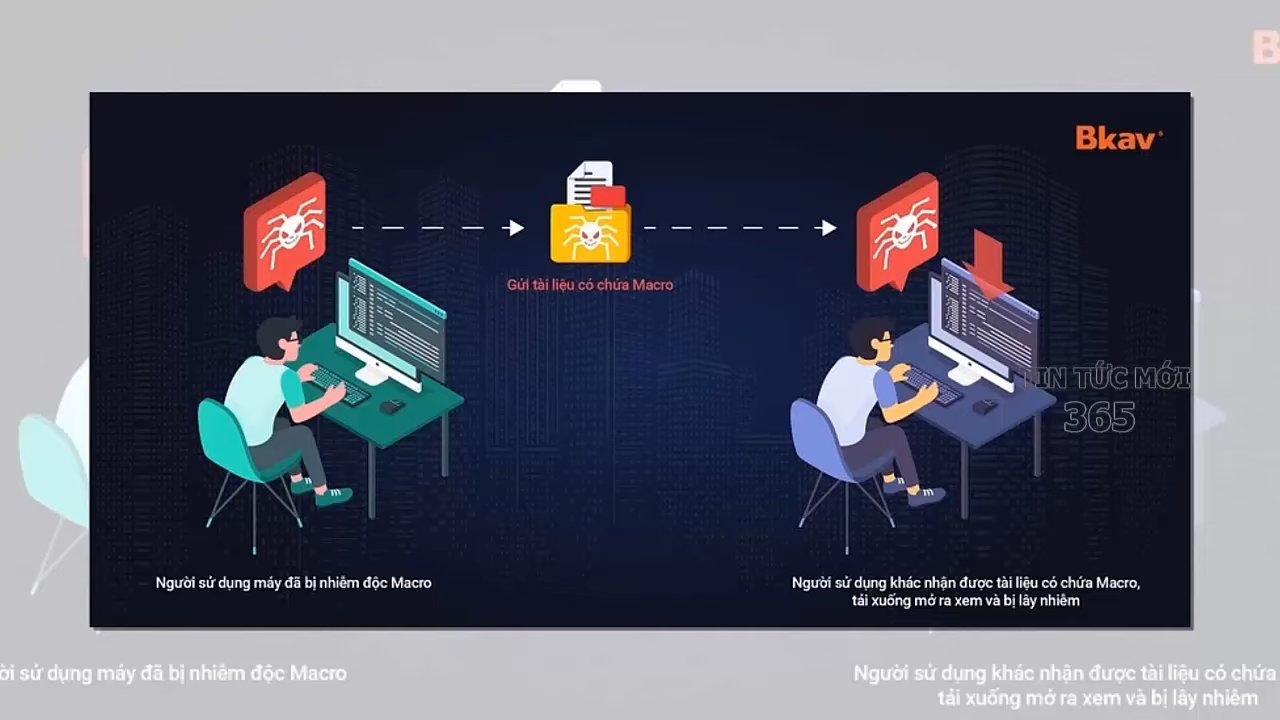 Bkav
Gửi tài liệu có chứa Macro
TIN TỨC MỚI
365
Người sử dụng máy đã bị nhiễm độc Macro
Người sử dụng khác nhận được tài liệu có chứa Macro,
tải xuống mở ra xem và bị lây nhiễm
sử dụng máy đã bị nhiễm độc Macro
Người sử dụng khác nhận được tài liệu có chứa
tải xuống mở ra xem và bị lây nhiễm